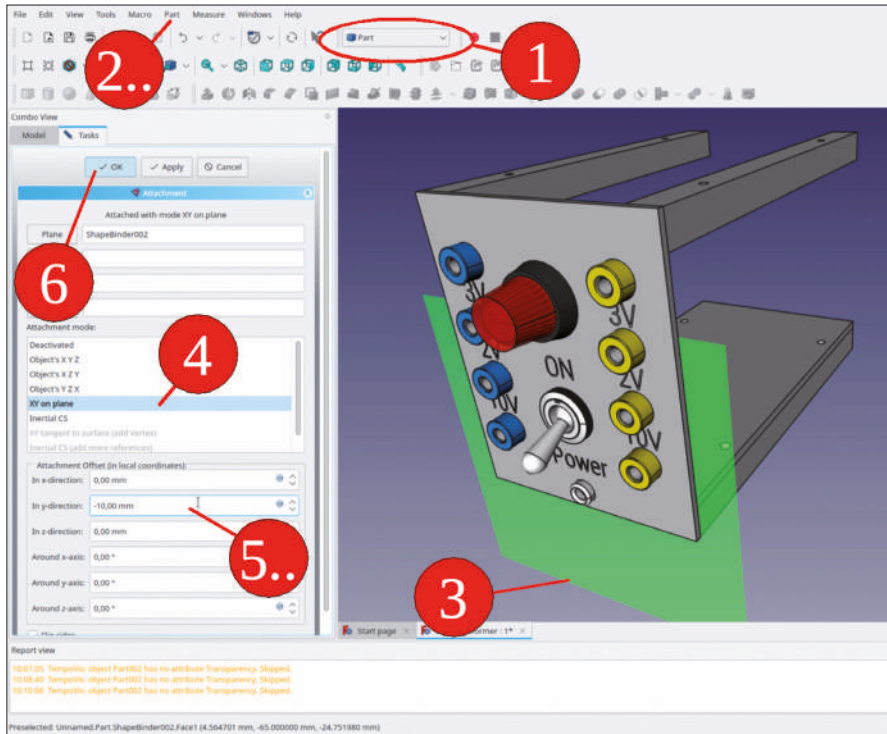 File Edit View Tools Macro Part Measure Windows Help
Part
1
2..
Combo View
Model Tasks
OK Apply Cancel
Attachment
Attached with mode XY on plane
Plane ShapeBinder002
6
Attachment mode:
Deactivated
Object's X Y Z
Object's X Z Y
Object's Y Z X
XY on plane
Inertial CS
XY tangent to surface (add Vertex)
Inertial CS (add more references)
4
Attachment Offset (in local coordinates):
In x-direction: 0,00 mm
In y-direction: -10,00 mm
In z-direction: 0,00 mm
Around x-axis: 0,00 °
Around y-axis: 0,00 °
Around z-axis: 0,00 °
Flip sides
5..
3V
2V
10V
ON
Power
3V
2V
10V
3
Start page
ormer : 1*
Report view
10:07:05 TempoVis: object Part002 has no attribute Transparency. Skipped.
10:08:49 TempoVis: object Part002 has no attribute Transparency. Skipped.
10:10:06 TempoVis: object Part002 has no attribute Transparency. Skipped.
Preselected: Unnamed.Part.ShapeBinder002.Face1 (4.564701 mm, -65.000000 mm, -24.751980 mm)